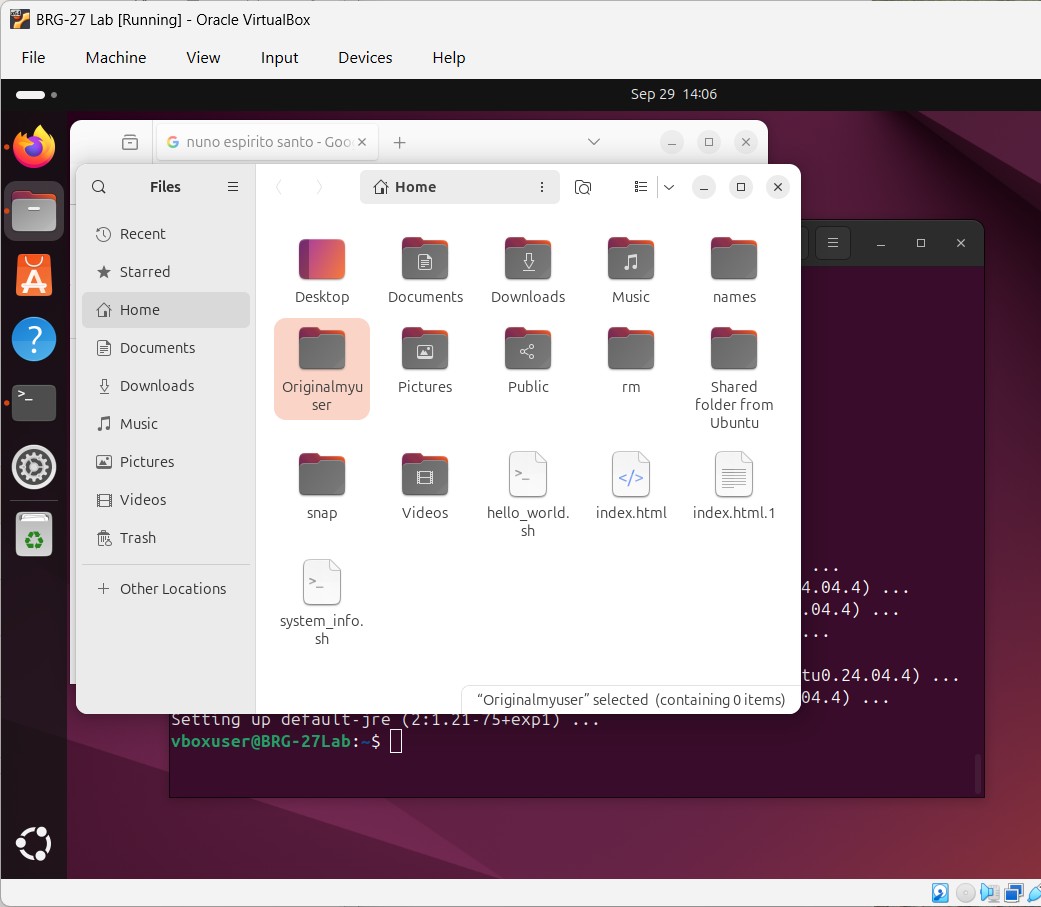 BRG-27 Lab [Running] - Oracle VirtualBox
File Machine View Input Devices Help
Sep 29 14:06
nuno espirito santo - Goo
Files
Home
Recent
Starred
Home
Documents
Downloads
Music
Pictures
Videos
Trash
Other Locations
Desktop
Documents
Downloads
Music
names
Originalmyu
ser
Pictures
Public
rm
Shared
folder from
Ubuntu
snap
Videos
hello_world.
sh
index.html
index.html.1
system_info.
sh
“Originalmyuser” selected (containing 0 items)
...
4.04.4) ...
.04.4) ...
...
tu0.24.04.4) ...
04.4) ...
Setting up default-jre (2:1.21-75+exp1) ...
vboxuser@BRG-27Lab:~$